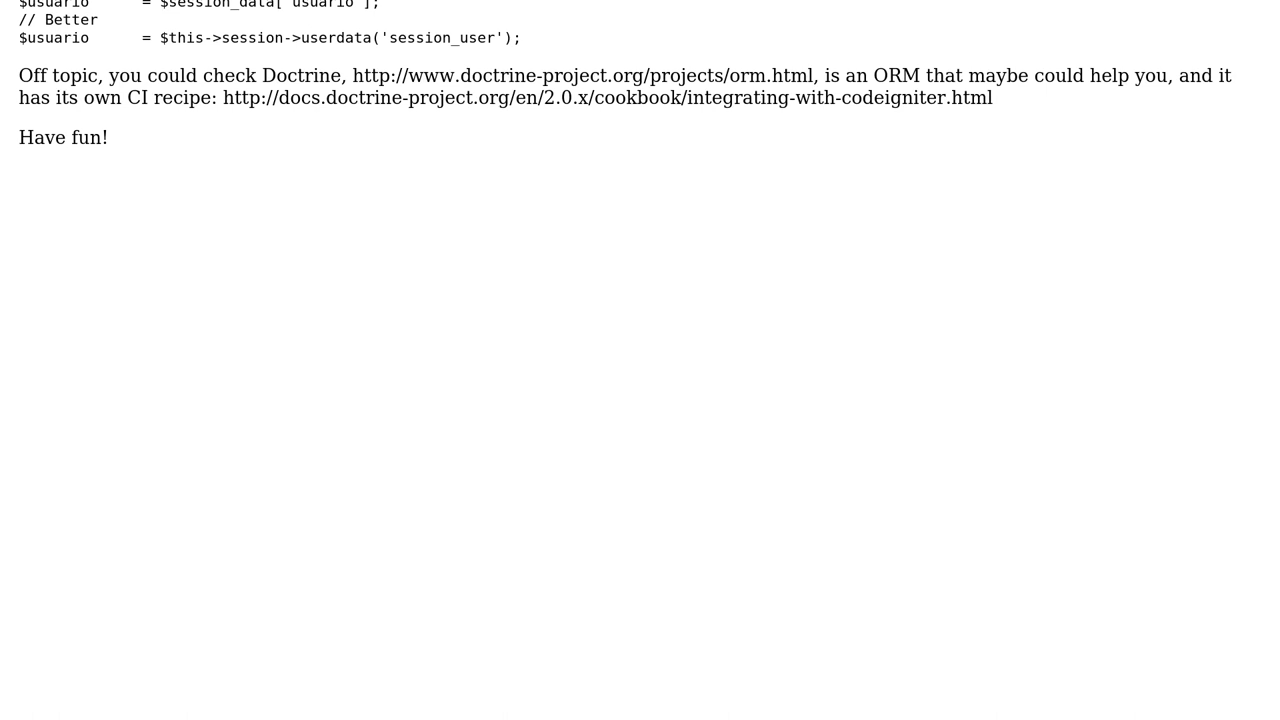 $usuario      = $session_data['usuario'];
// Better
$usuario      = $this->session->userdata('session_user');
Off topic, you could check Doctrine, http://www.doctrine-project.org/projects/orm.html, is an ORM that maybe could help you, and it
has its own CI recipe: http://docs.doctrine-project.org/en/2.0.x/cookbook/integrating-with-codeigniter.html
Have fun!